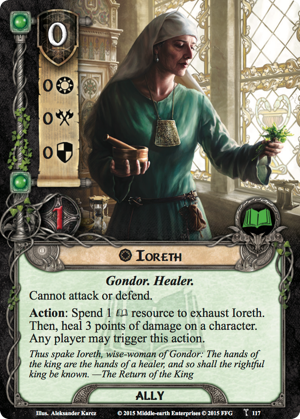 0
0
0
0
1
Ioreth
Gondor. Healer.
Cannot attack or defend.
Action: Spend 1 resource to exhaust Ioreth.
Then, heal 3 points of damage on a character.
Any player may trigger this action.
Thus spake Ioreth, wise-woman of Gondor: The hands of
the king are the hands of a healer, and so shall the rightful
king be known. —The Return of the King
ALLY
Illus. Aleksander Karcz
© 2015 Middle-earth Enterprises © 2015 FFG
117